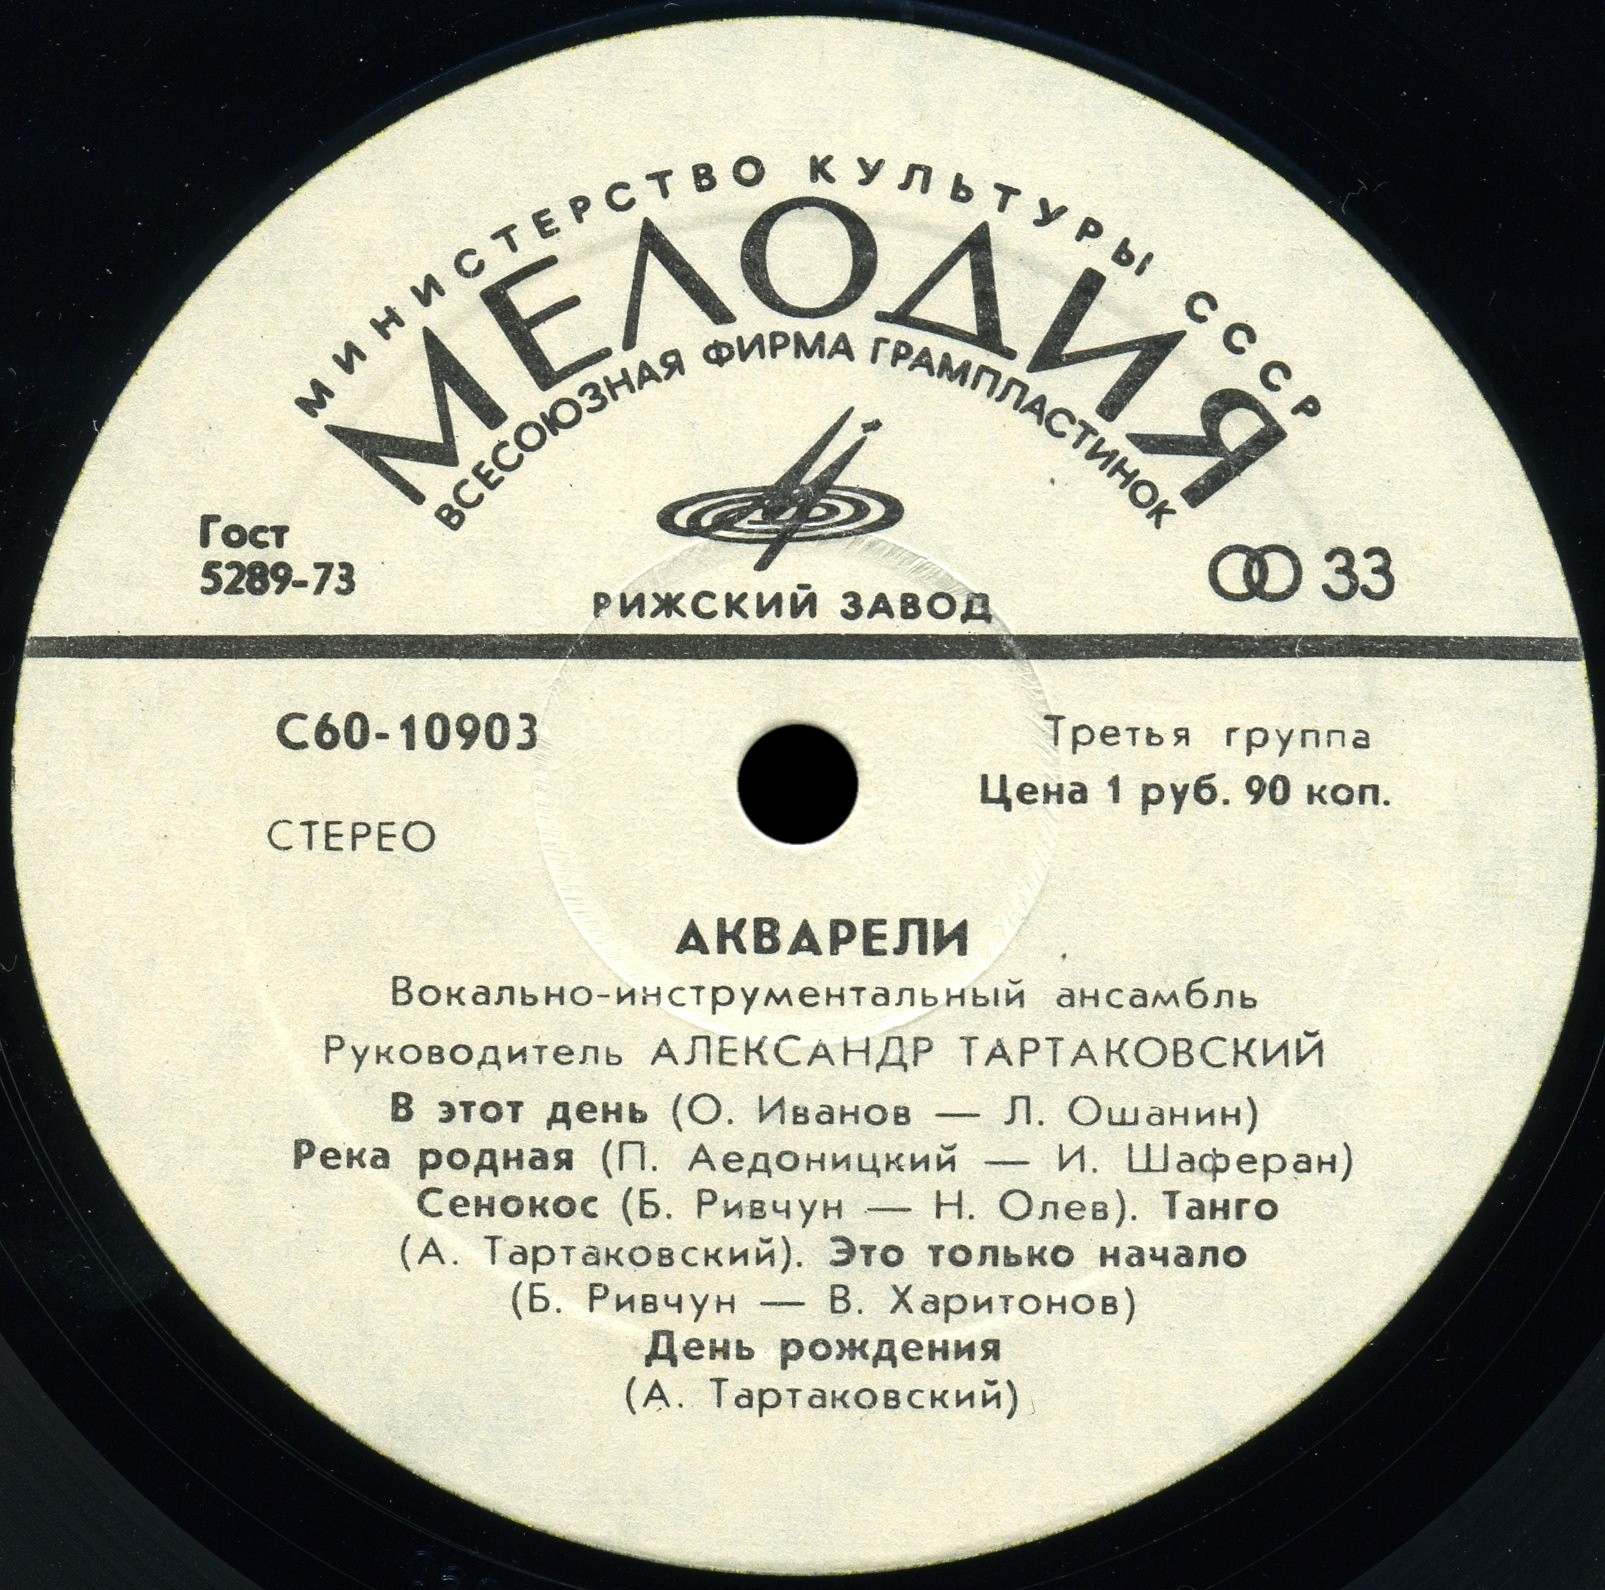 МИНИСТЕРСТВО КУЛЬТУРЫ СССР
МЕЛОДИЯ
ВСЕСОЮЗНАЯ ФИРМА ГРАМПЛАСТИНОК
Гост
5289-73
33
РИЖСКИЙ ЗАВОД
С60-10903
Третья группа
Цена 1 руб. 90 коп.
СТЕРЕО
АКВАРЕЛИ
Вокально-инструментальный ансамбль
Руководитель АЛЕКСАНДР ТАРТАКОВСКИЙ
В этот день (О. Иванов — Л. Ошанин)
Река родная (П. Аедоницкий — И. Шаферан)
Сенокос (Б. Ривчун — Н. Олев). Танго
(А. Тартаковский). Это только начало
(Б. Ривчун — В. Харитонов)
День рождения
(А. Тартаковский)